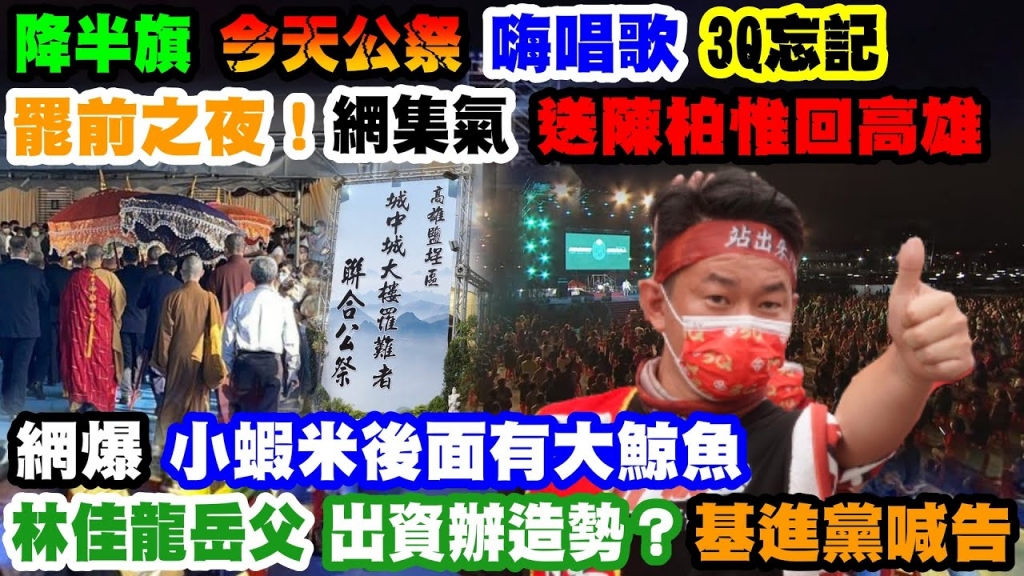 降半旗 今天公祭 嗨唱歌 3Q忘記
罷前之夜！網集氣 送陳柏惟回高雄
高雄鹽埕區
城中城大樓罹難者
聯合公祭
站出來
網爆 小蝦米後面有大鯨魚
林佳龍岳父 出資辦造勢？基進黨喊告